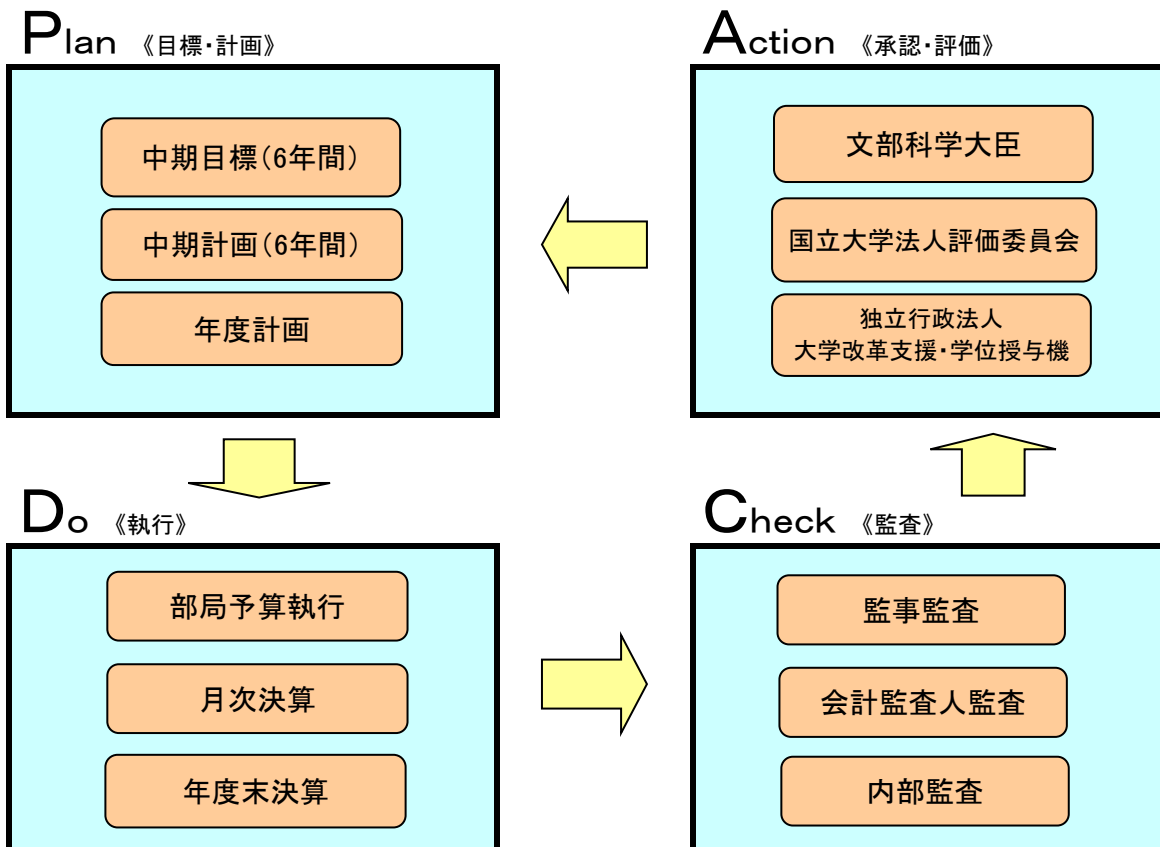 Plan 《目標・計画》
中期目標(6年間)
中期計画(6年間)
年度計画
Action 《承認・評価》
文部科学大臣
国立大学法人評価委員会
独立行政法人
大学改革支援・学位授与機
Do 《執行》
部局予算執行
月次決算
年度末決算
Check 《監査》
監事監査
会計監査人監査
内部監査